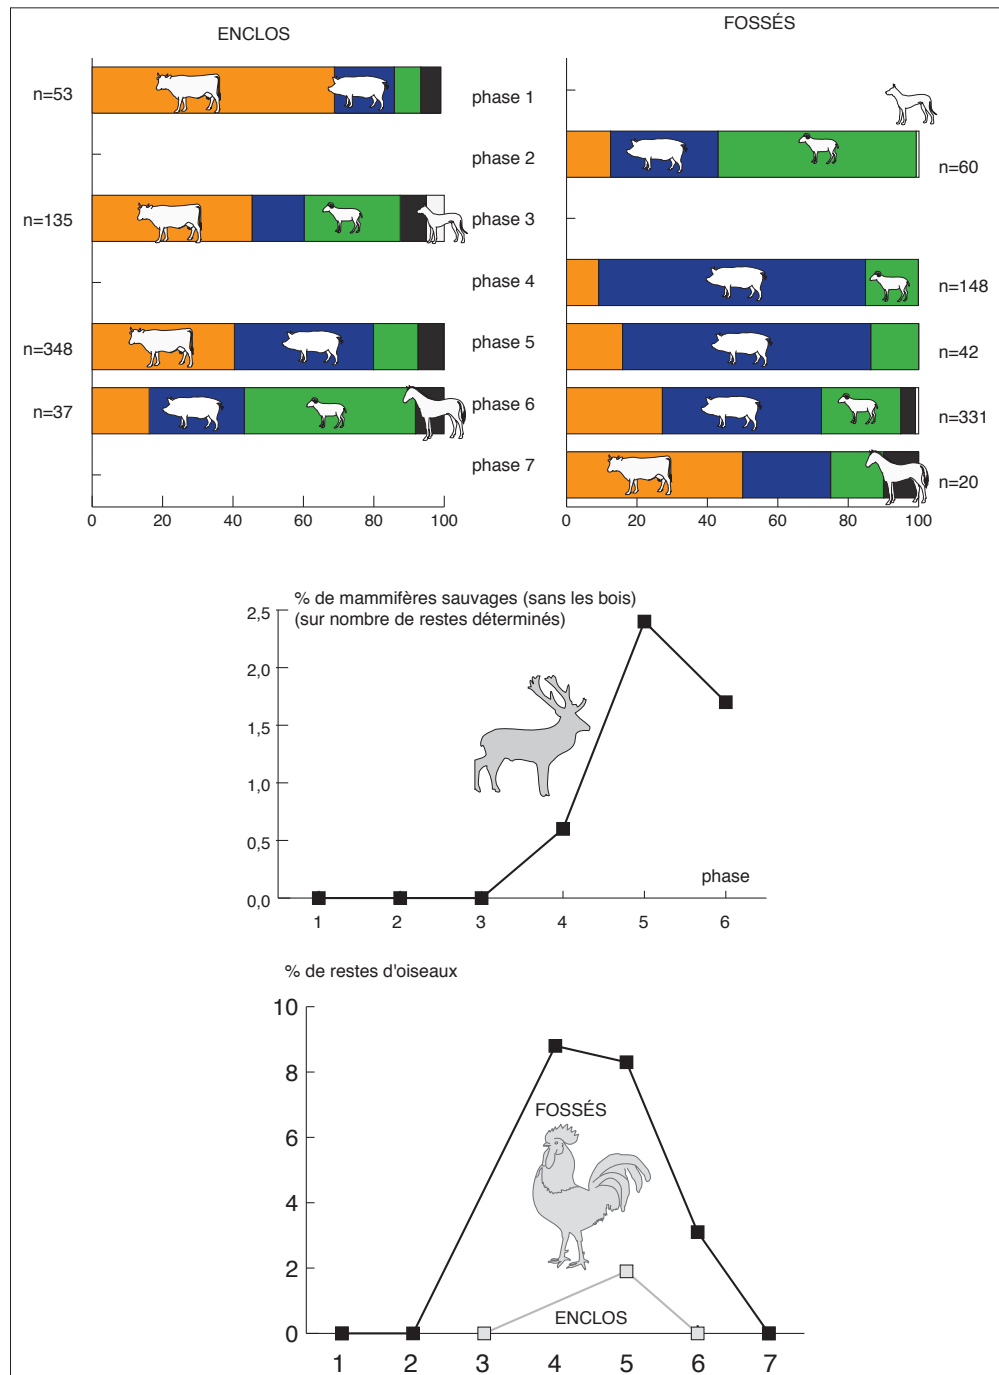 ENCLOS
FOSSÉS
n=53
phase 1
phase 2
n=60
n=135
phase 3
phase 4
n=148
n=348
phase 5
n=42
n=37
phase 6
n=331
phase 7
n=20
0 20 40 60 80 100
0 20 40 60 80 100
% de mammifères sauvages (sans les bois)
(sur nombre de restes déterminés)
2,5
2,0
1,5
1,0
0,5
0,0
phase
1 2 3 4 5 6
% de restes d'oiseaux
10
8
6
4
2
0
FOSSÉS
ENCLOS
1 2 3 4 5 6 7